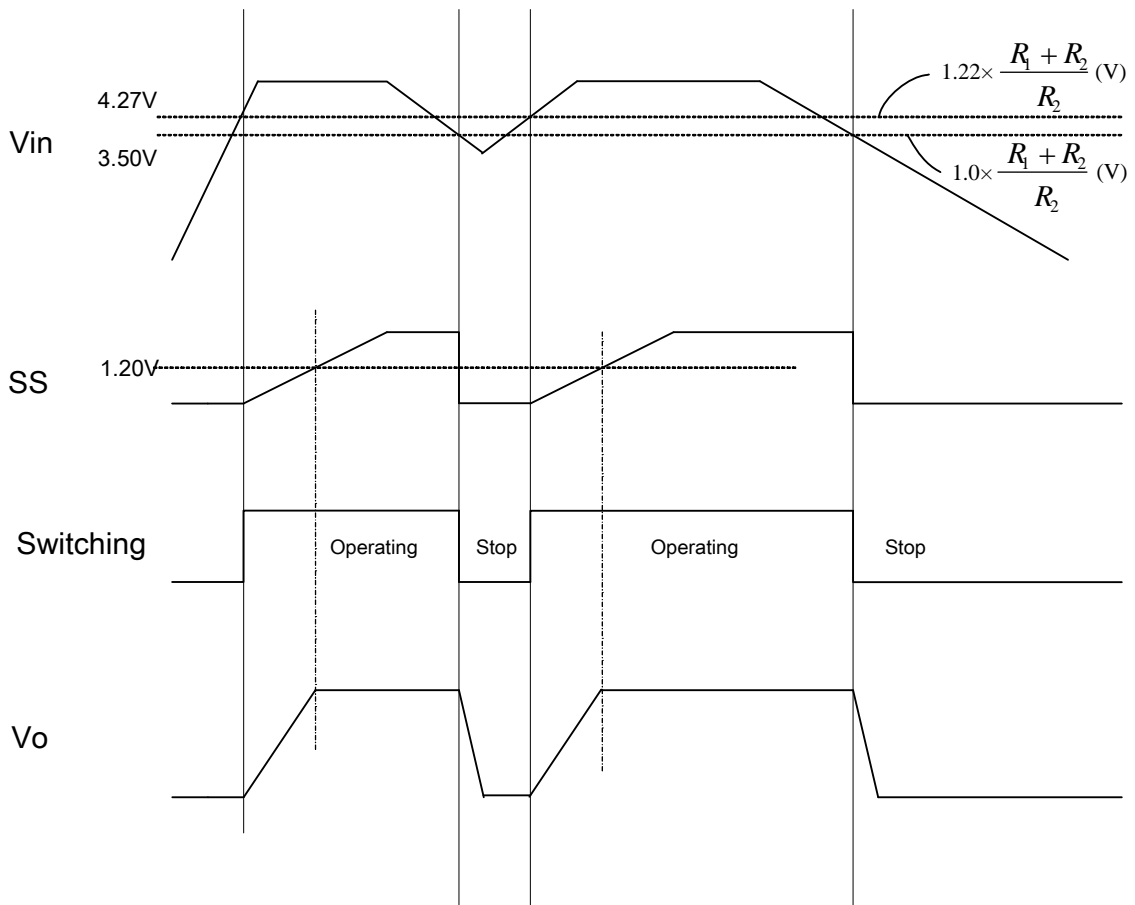 4.27V
Vin
3.50V
1.22× R₁ + R₂ / R₂ (V)
1.0× R₁ + R₂ / R₂ (V)
1.20V
SS
Switching
Operating
Stop
Operating
Stop
Vo